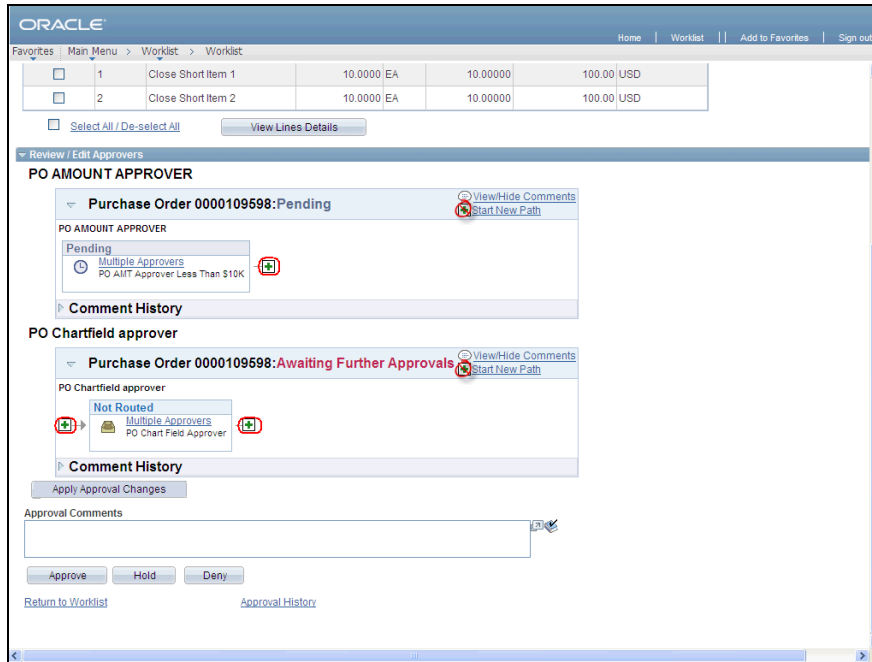 ORACLE
Home | Worklist || Add to Favorites | Sign out
Favorites | Main Menu > Worklist > Worklist
1 Close Short Item 1 10.0000 EA 10.00000 100.00 USD
2 Close Short Item 2 10.0000 EA 10.00000 100.00 USD
Select All / De-select All View Lines Details
Review / Edit Approvers
PO AMOUNT APPROVER
Purchase Order 0000109598:Pending
View/Hide Comments
Start New Path
PO AMOUNT APPROVER
Pending
Multiple Approvers
PO AMT Approver Less Than $10K
Comment History
PO Chartfield approver
Purchase Order 0000109598:Awaiting Further Approvals
View/Hide Comments
Start New Path
PO Chartfield approver
Not Routed
Multiple Approvers
PO Chart Field Approver
Comment History
Apply Approval Changes
Approval Comments
Approve Hold Deny
Return to Worklist Approval History